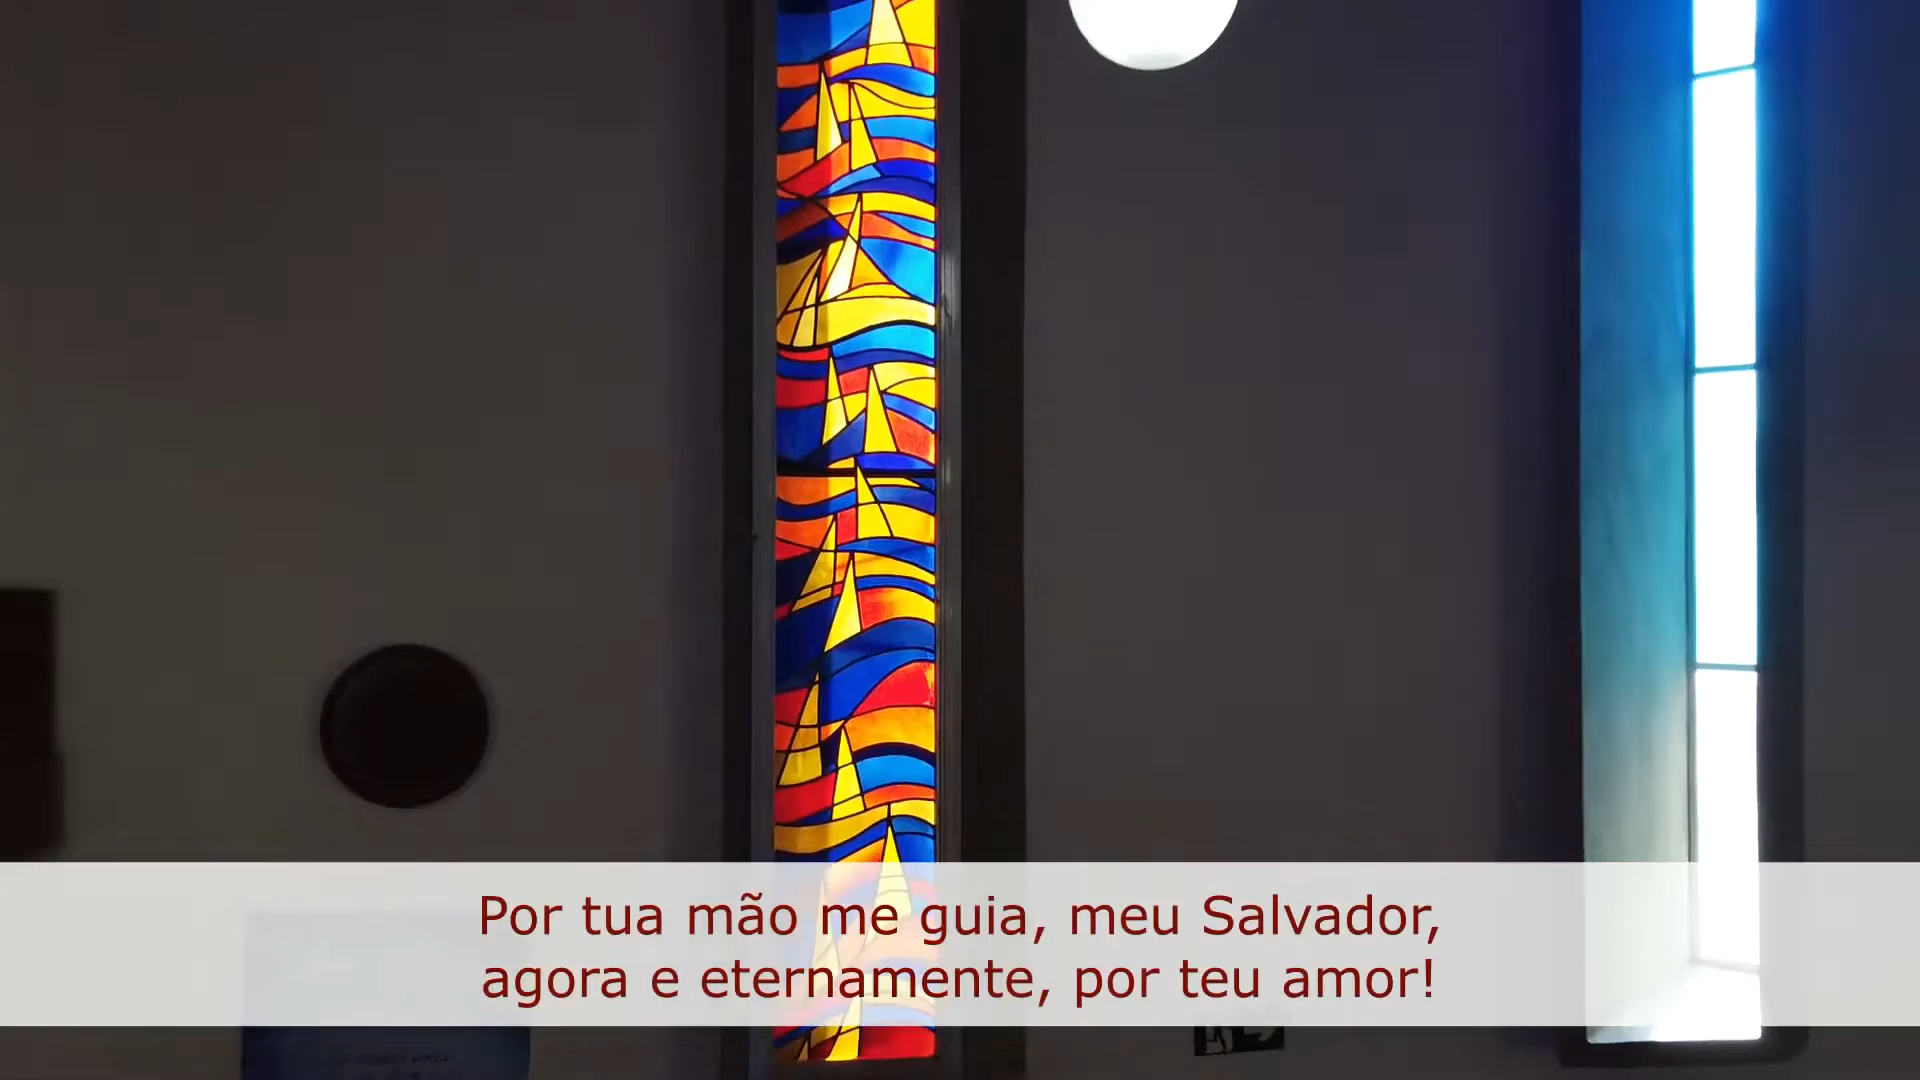 Por tua mão me guia, meu Salvador,
agora e eternamente, por teu amor!